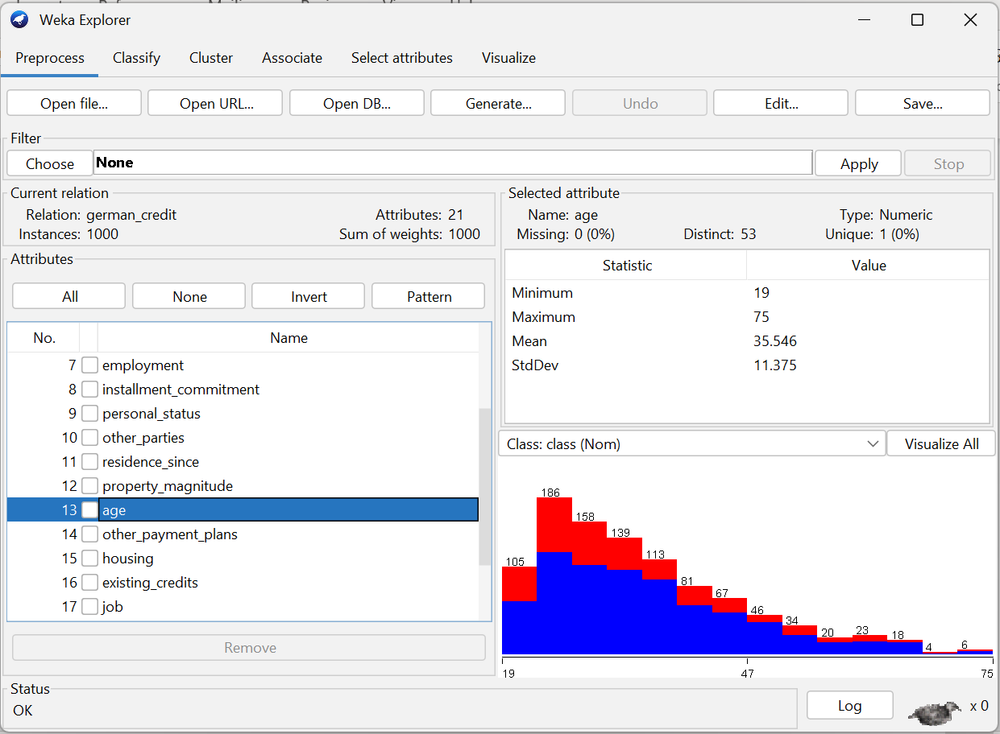 Weka Explorer
Preprocess Classify Cluster Associate Select attributes Visualize
Open file... Open URL... Open DB... Generate... Undo Edit... Save...
Filter
Choose None Apply Stop
Current relation
Relation: german_credit Attributes: 21
Instances: 1000 Sum of weights: 1000
Attributes
All None Invert Pattern
No. Name
7 employment
8 installment_commitment
9 personal_status
10 other_parties
11 residence_since
12 property_magnitude
13 age
14 other_payment_plans
15 housing
16 existing_credits
17 job
Remove
Selected attribute
Name: age Type: Numeric
Missing: 0 (0%) Distinct: 53 Unique: 1 (0%)
Statistic Value
Minimum 19
Maximum 75
Mean 35.546
StdDev 11.375
Class: class (Nom) Visualize All
105 186 158 139 113 81 67 46 34 20 23 18 4 6
19 47 75
Status
OK
Log x 0